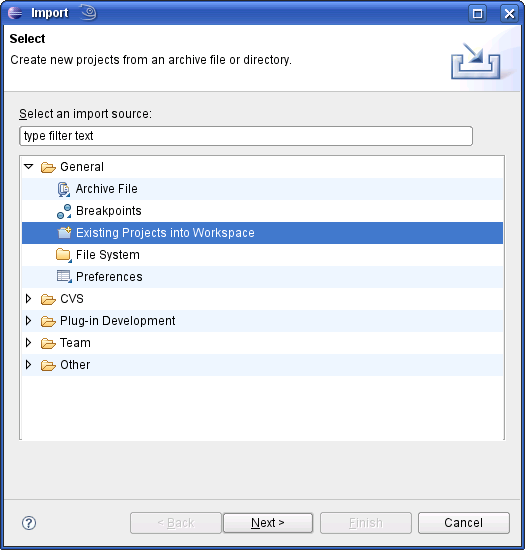 Import
Select
Create new projects from an archive file or directory.
Select an import source:
type filter text
General
Archive File
Breakpoints
Existing Projects into Workspace
File System
Preferences
CVS
Plug-in Development
Team
Other
? < Back Next > Finish Cancel